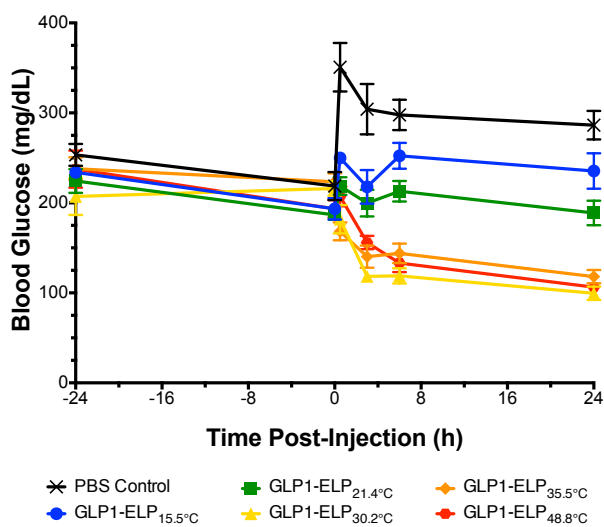 400
300
200
100
0
Blood Glucose (mg/dL)
-24 -16 -8 0 8 16 24
Time Post-Injection (h)
PBS Control GLP1-ELP21.4°C GLP1-ELP35.5°C
GLP1-ELP15.5°C GLP1-ELP30.2°C GLP1-ELP48.8°C